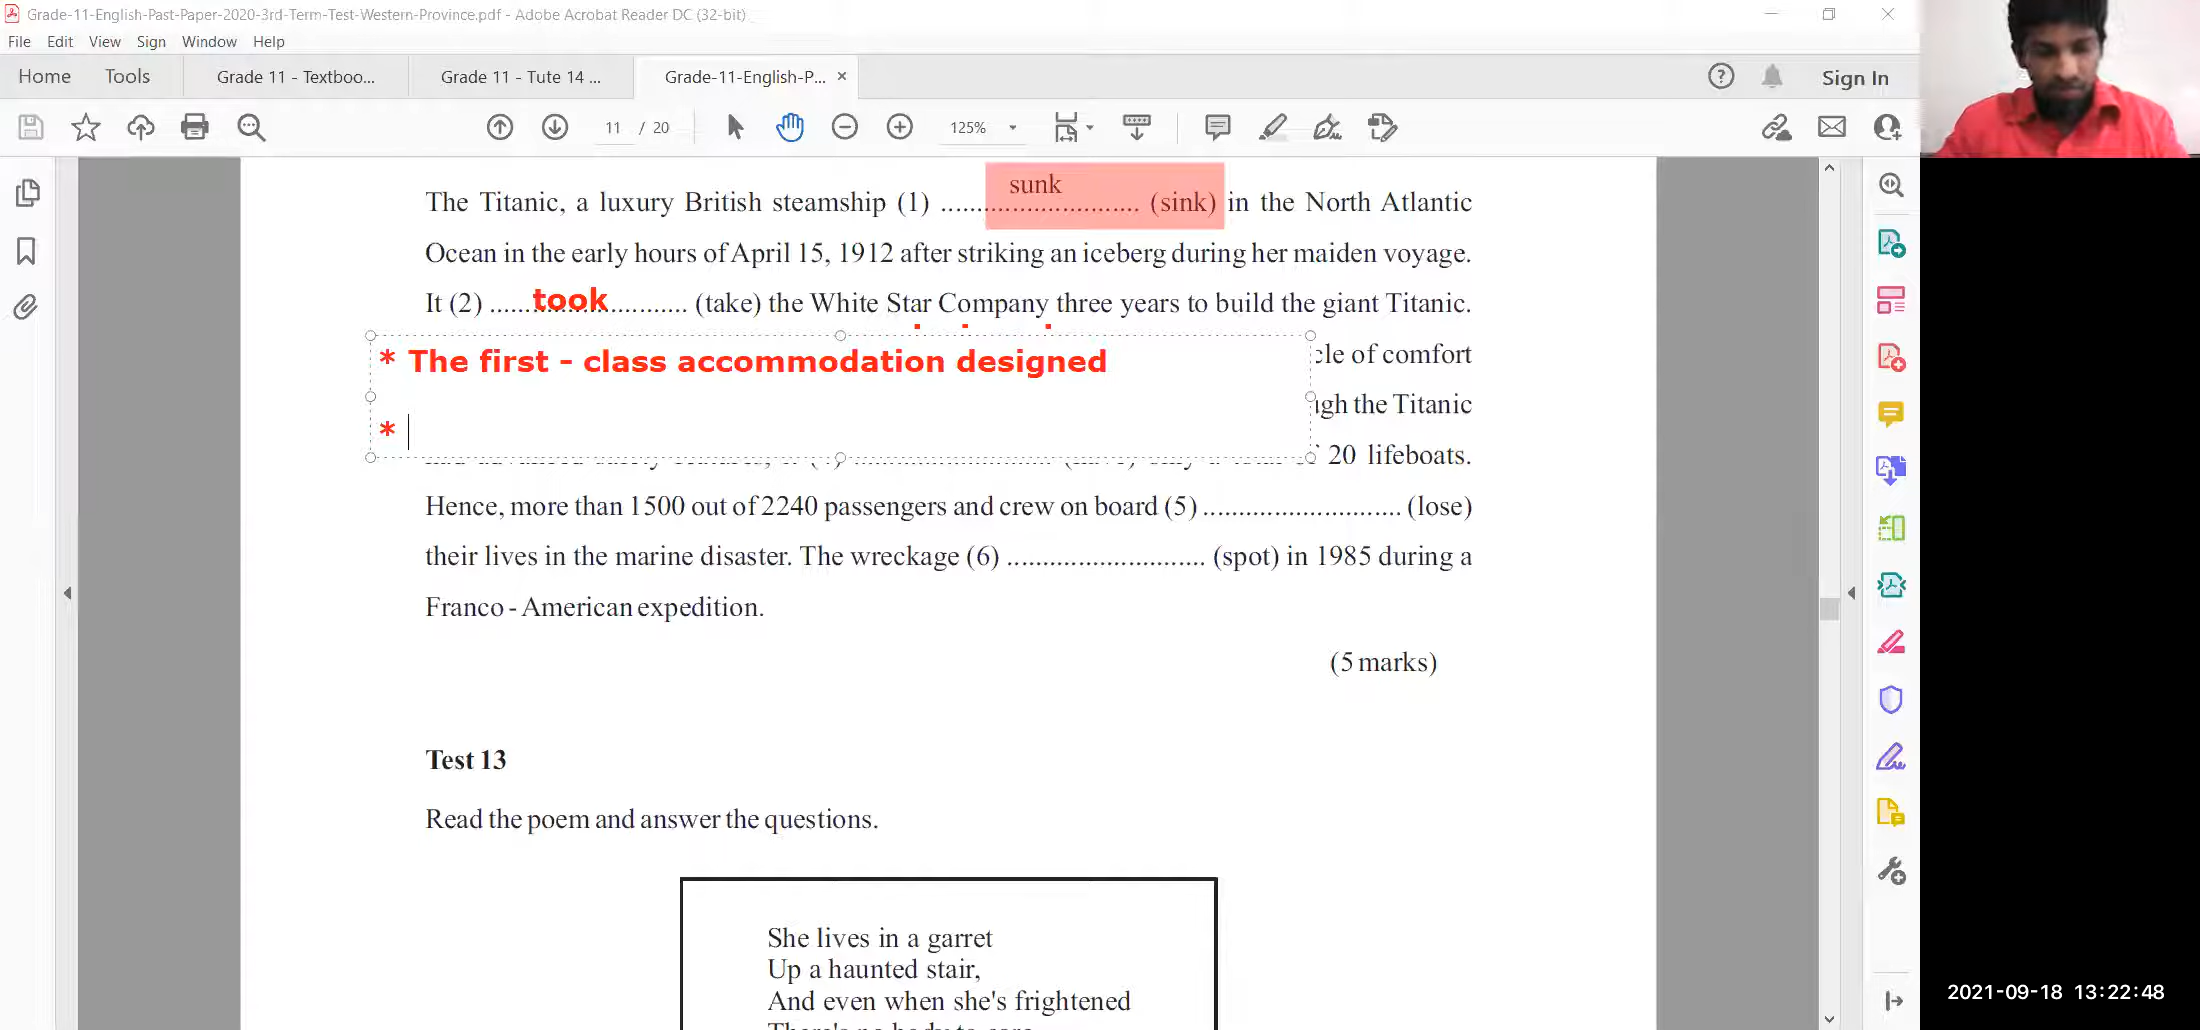 Grade-11-English-Past-Paper-2020-3rd-Term-Test-Western-Province.pdf - Adobe Acrobat Reader DC (32-bit)
File Edit View Sign Window Help
Home Tools Grade 11 - Textboo... Grade 11 - Tute 14 ... Grade-11-English-P... × Sign In
11 / 20 125%
sunk
The Titanic, a luxury British steamship (1) ............................ (sink) in the North Atlantic
Ocean in the early hours of April 15, 1912 after striking an iceberg during her maiden voyage.
took
It (2) ............................ (take) the White Star Company three years to build the giant Titanic.
* The first - class accommodation designed
cle of comfort
gh the Titanic
*
20 lifeboats.
Hence, more than 1500 out of 2240 passengers and crew on board (5) ............................ (lose)
their lives in the marine disaster. The wreckage (6) ............................ (spot) in 1985 during a
Franco - American expedition.
(5 marks)
Test 13
Read the poem and answer the questions.
She lives in a garret
Up a haunted stair,
And even when she's frightened
2021-09-18 13:22:48